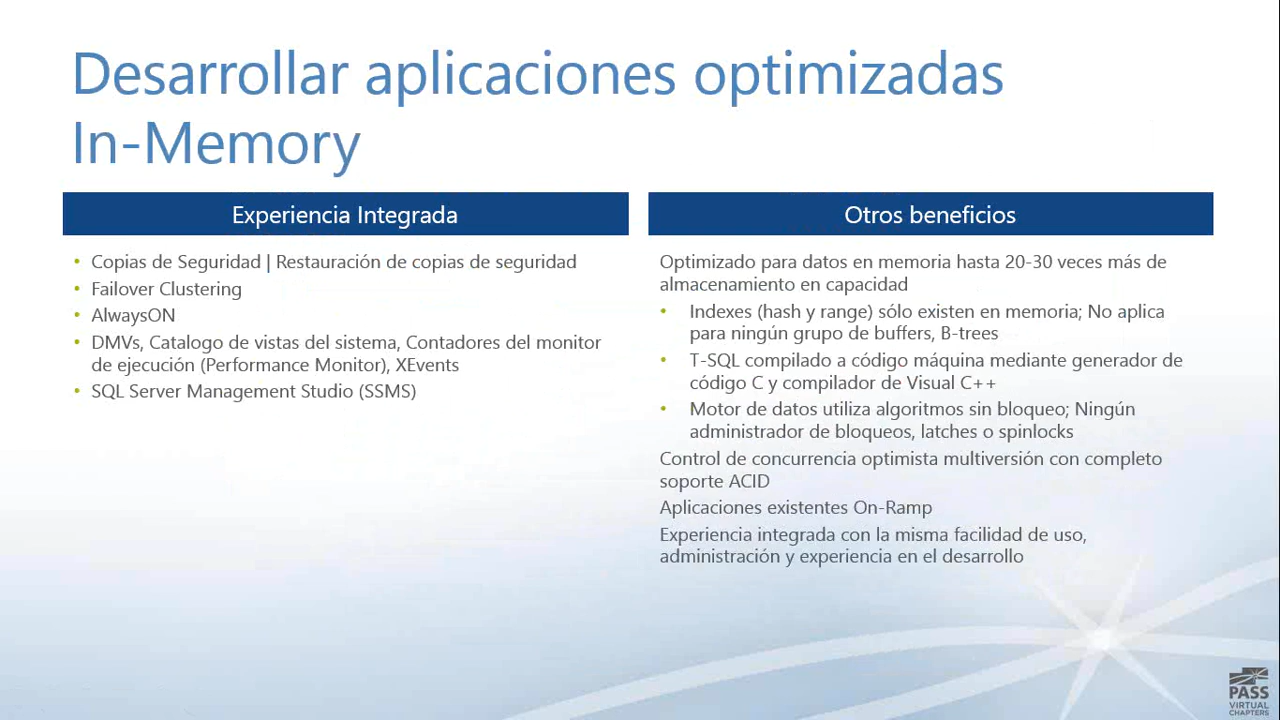 Desarrollar aplicaciones optimizadas
In-Memory
Experiencia Integrada
• Copias de Seguridad | Restauración de copias de seguridad
• Failover Clustering
• AlwaysON
• DMVs, Catalogo de vistas del sistema, Contadores del monitor
de ejecución (Performance Monitor), XEvents
• SQL Server Management Studio (SSMS)
Otros beneficios
Optimizado para datos en memoria hasta 20-30 veces más de
almacenamiento en capacidad
• Indexes (hash y range) sólo existen en memoria; No aplica
para ningún grupo de buffers, B-trees
• T-SQL compilado a código máquina mediante generador de
código C y compilador de Visual C++
• Motor de datos utiliza algoritmos sin bloqueo; Ningún
administrador de bloqueos, latches o spinlocks
Control de concurrencia optimista multiversión con completo
soporte ACID
Aplicaciones existentes On-Ramp
Experiencia integrada con la misma facilidad de uso,
administración y experiencia en el desarrollo
PASS
VIRTUAL
CHAPTERS